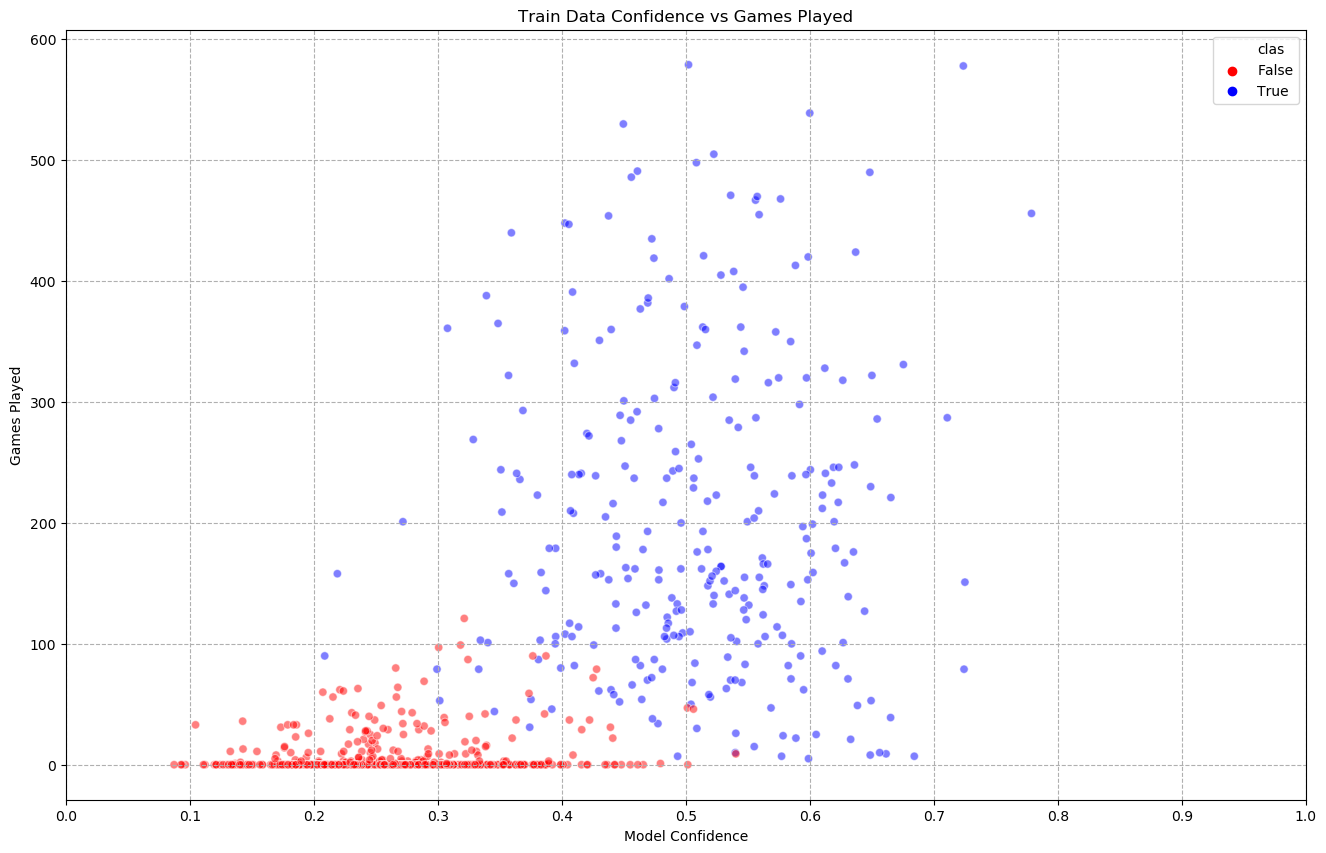 Train Data Confidence vs Games Played
clas
False
True
Games Played
600
500
400
300
200
100
0
0.0 0.1 0.2 0.3 0.4 0.5 0.6 0.7 0.8 0.9 1.0
Model Confidence